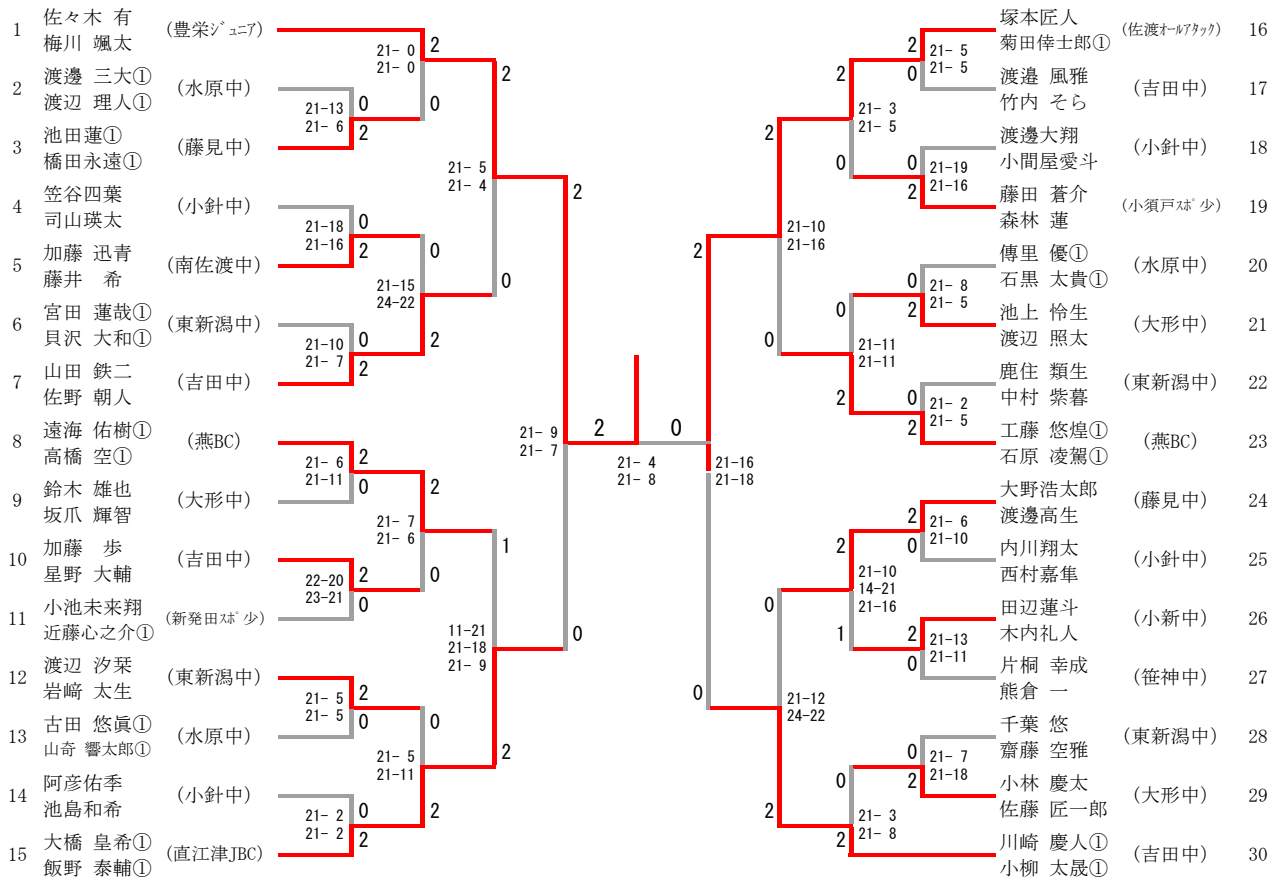 1 佐々木 有 梅川 颯太 (豊栄ジュニア)
2 渡邊 三大① 渡辺 理人① (水原中)
3 池田蓮① 橋田永遠① (藤見中)
4 笠谷四葉 司山瑛太 (小針中)
5 加藤 迅青 藤井 希 (南佐渡中)
6 宮田 蓮哉① 貝沢 大和① (東新潟中)
7 山田 鉄二 佐野 朝人 (吉田中)
8 遠海 佑樹① 高橋 空① (燕BC)
9 鈴木 雄也 坂爪 輝智 (大形中)
10 加藤 歩 星野 大輔 (吉田中)
11 小池未来翔 近藤心之介① (新発田スポ少)
12 渡辺 汐栞 岩﨑 太生 (東新潟中)
13 古田 悠眞① 山奇 響太郎① (水原中)
14 阿彦佑季 池島和希 (小針中)
15 大橋 皇希① 飯野 泰輔① (直江津JBC)
21- 0 21- 0 2 0
21-13 21- 6 0 2
21-18 21-16 0 2
21-15 24-22 0 2
21-10 21- 7 0 2
21- 5 21- 4 2 0
21- 6 21-11 2 0
21- 7 21- 6 2 0
22-20 23-21 2 0
11-21 21-18 21- 9 1 2
21- 5 21- 5 2 0
21- 5 21-11 0 2
21- 2 21- 2 0 2
21- 9 21- 7 2 0
2 0
21- 4 21- 8
塚本匠人 菊田倖士郎① (佐渡オールアタック) 16
渡邉 風雅 竹内 そら (吉田中) 17
渡邊大翔 小間屋愛斗 (小針中) 18
藤田 蒼介 森林 蓮 (小須戸スポ少) 19
傳里 優① 石黒 太貴① (水原中) 20
池上 怜生 渡辺 照太 (大形中) 21
鹿住 類生 中村 紫暮 (東新潟中) 22
工藤 悠煌① 石原 凌駕① (燕BC) 23
大野浩太郎 渡邊高生 (藤見中) 24
内川翔太 西村嘉隼 (小針中) 25
田辺蓮斗 木内礼人 (小新中) 26
片桐 幸成 熊倉 一 (笹神中) 27
千葉 悠 齋藤 空雅 (東新潟中) 28
小林 慶太 佐藤 匠一郎 (大形中) 29
川崎 慶人① 小柳 太晟① (吉田中) 30
2 0 21- 5 21- 5
2 0 21- 3 21- 5
0 2 21-19 21-16
2 0 21-10 21-16
0 2 21- 8 21- 5
0 2 21-11 21-11
0 2 21- 2 21- 5
2 0 21-16 21-18
2 0 21- 6 21-10
2 1 21-10 14-21 21-16
2 0 21-13 21-11
0 2 21-12 24-22
0 2 21- 7 21-18
0 2 21- 3 21- 8